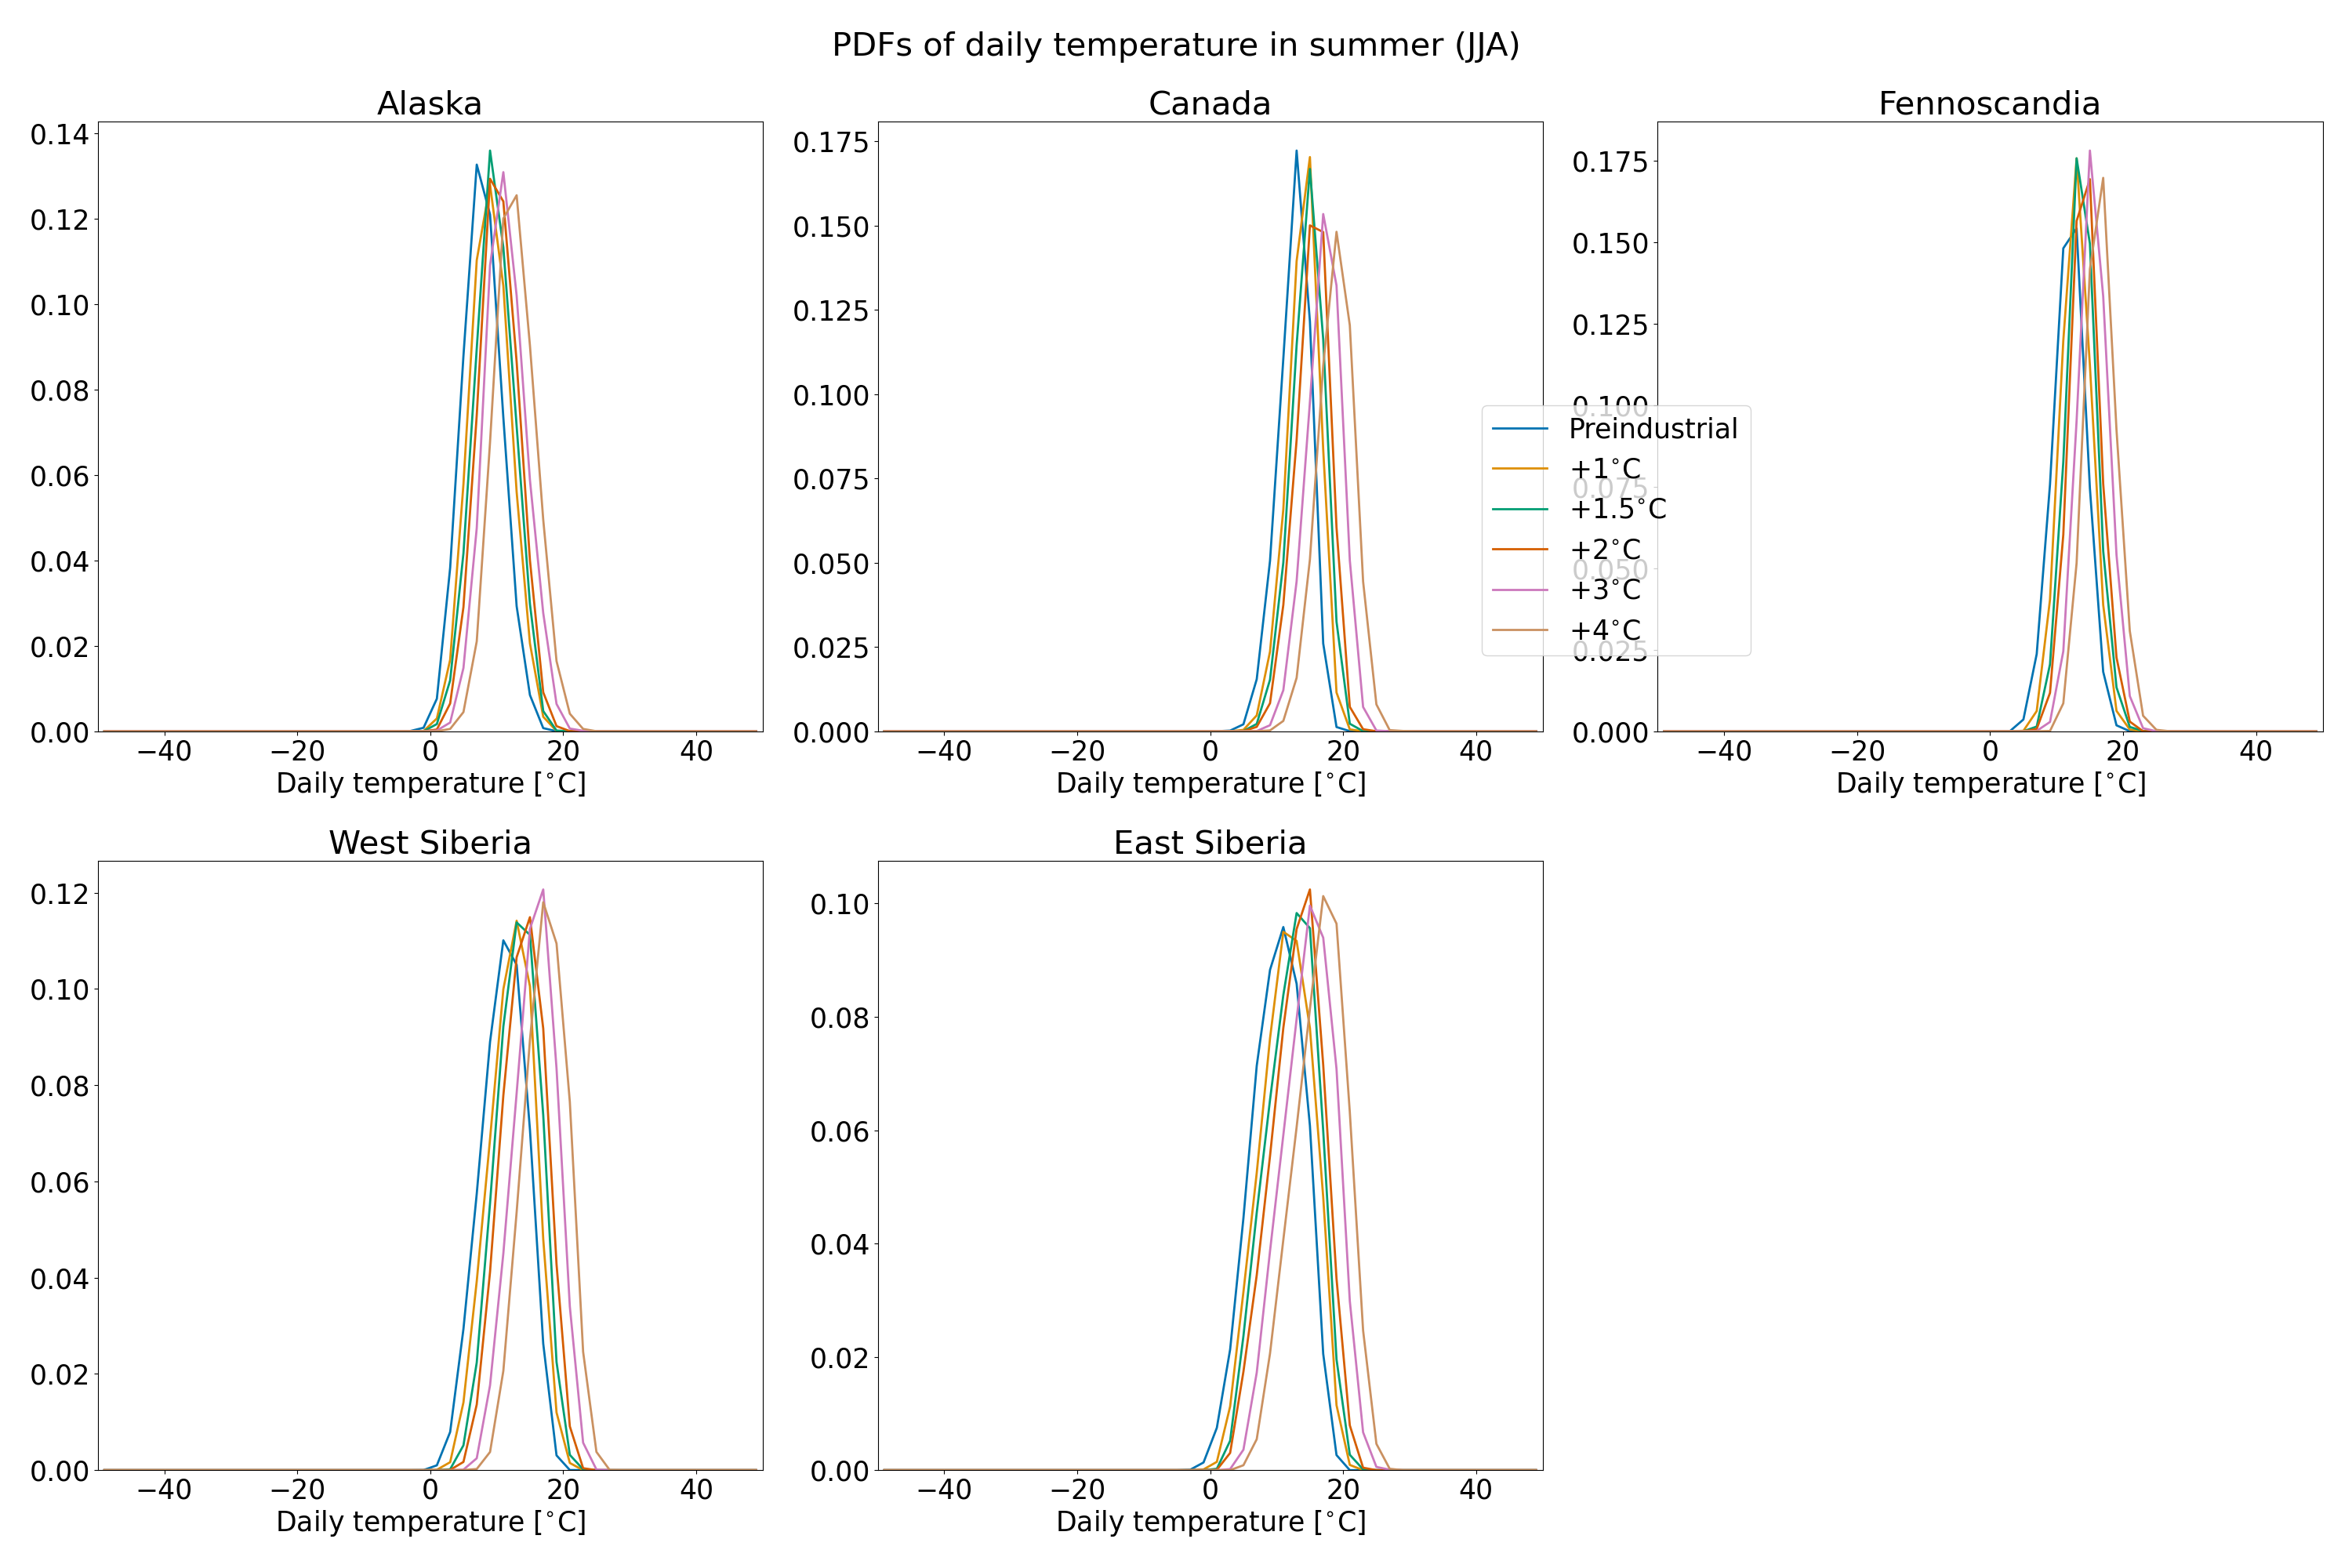 PDFs of daily temperature in summer (JJA)
Alaska
0.14
0.12
0.10
0.08
0.06
0.04
0.02
0.00
−40 −20 0 20 40
Daily temperature [°C]
Canada
0.175
0.150
0.125
0.100
0.075
0.050
0.025
0.000
−40 −20 0 20 40
Daily temperature [°C]
Fennoscandia
0.175
0.150
0.125
0.100
0.075
0.050
0.025
0.000
−40 −20 0 20 40
Daily temperature [°C]
Preindustrial
+1°C
+1.5°C
+2°C
+3°C
+4°C
West Siberia
0.12
0.10
0.08
0.06
0.04
0.02
0.00
−40 −20 0 20 40
Daily temperature [°C]
East Siberia
0.10
0.08
0.06
0.04
0.02
0.00
−40 −20 0 20 40
Daily temperature [°C]